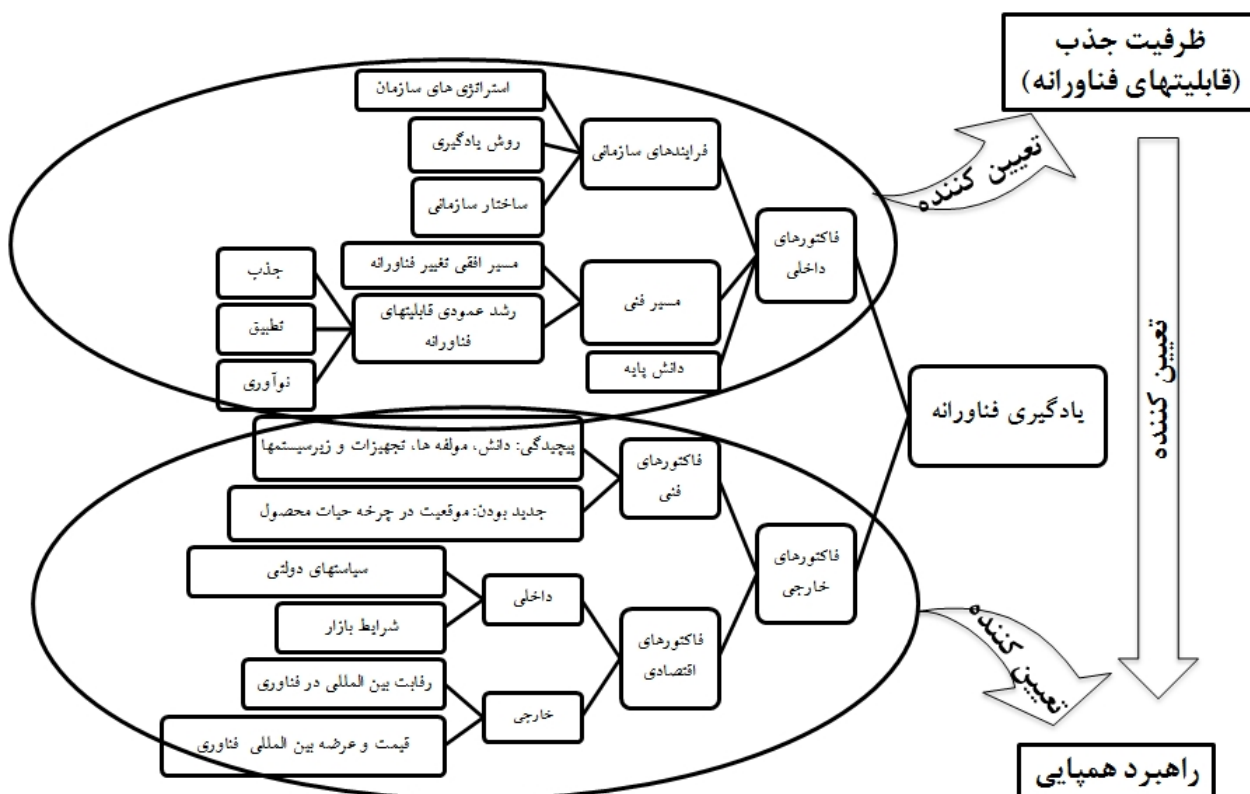 ظرفیت جذب
(قابلیتهای فناورانه)
تعیین کننده
تعیین کننده
یادگیری فناورانه
فاکتورهای
داخلی
فرایندهای سازمانی
استراتژی های سازمان
روش یادگیری
ساختار سازمانی
مسیر فنی
مسیر افقی تغییر فناورانه
رشد عمودی قابلیتهای
فناورانه
جذب
تطبیق
نوآوری
دانش پایه
فاکتورهای
خارجی
فاکتورهای
فنی
پیچیدگی: دانش، مولفه ها، تجهیزات و زیرسیستمها
جدید بودن: موقعیت در چرخه حیات محصول
فاکتورهای
اقتصادی
داخلی
سیاستهای دولتی
شرایط بازار
خارجی
رقابت بین المللی در فناوری
قیمت و عرضه بین المللی فناوری
تعیین کننده
راهبرد همپایی